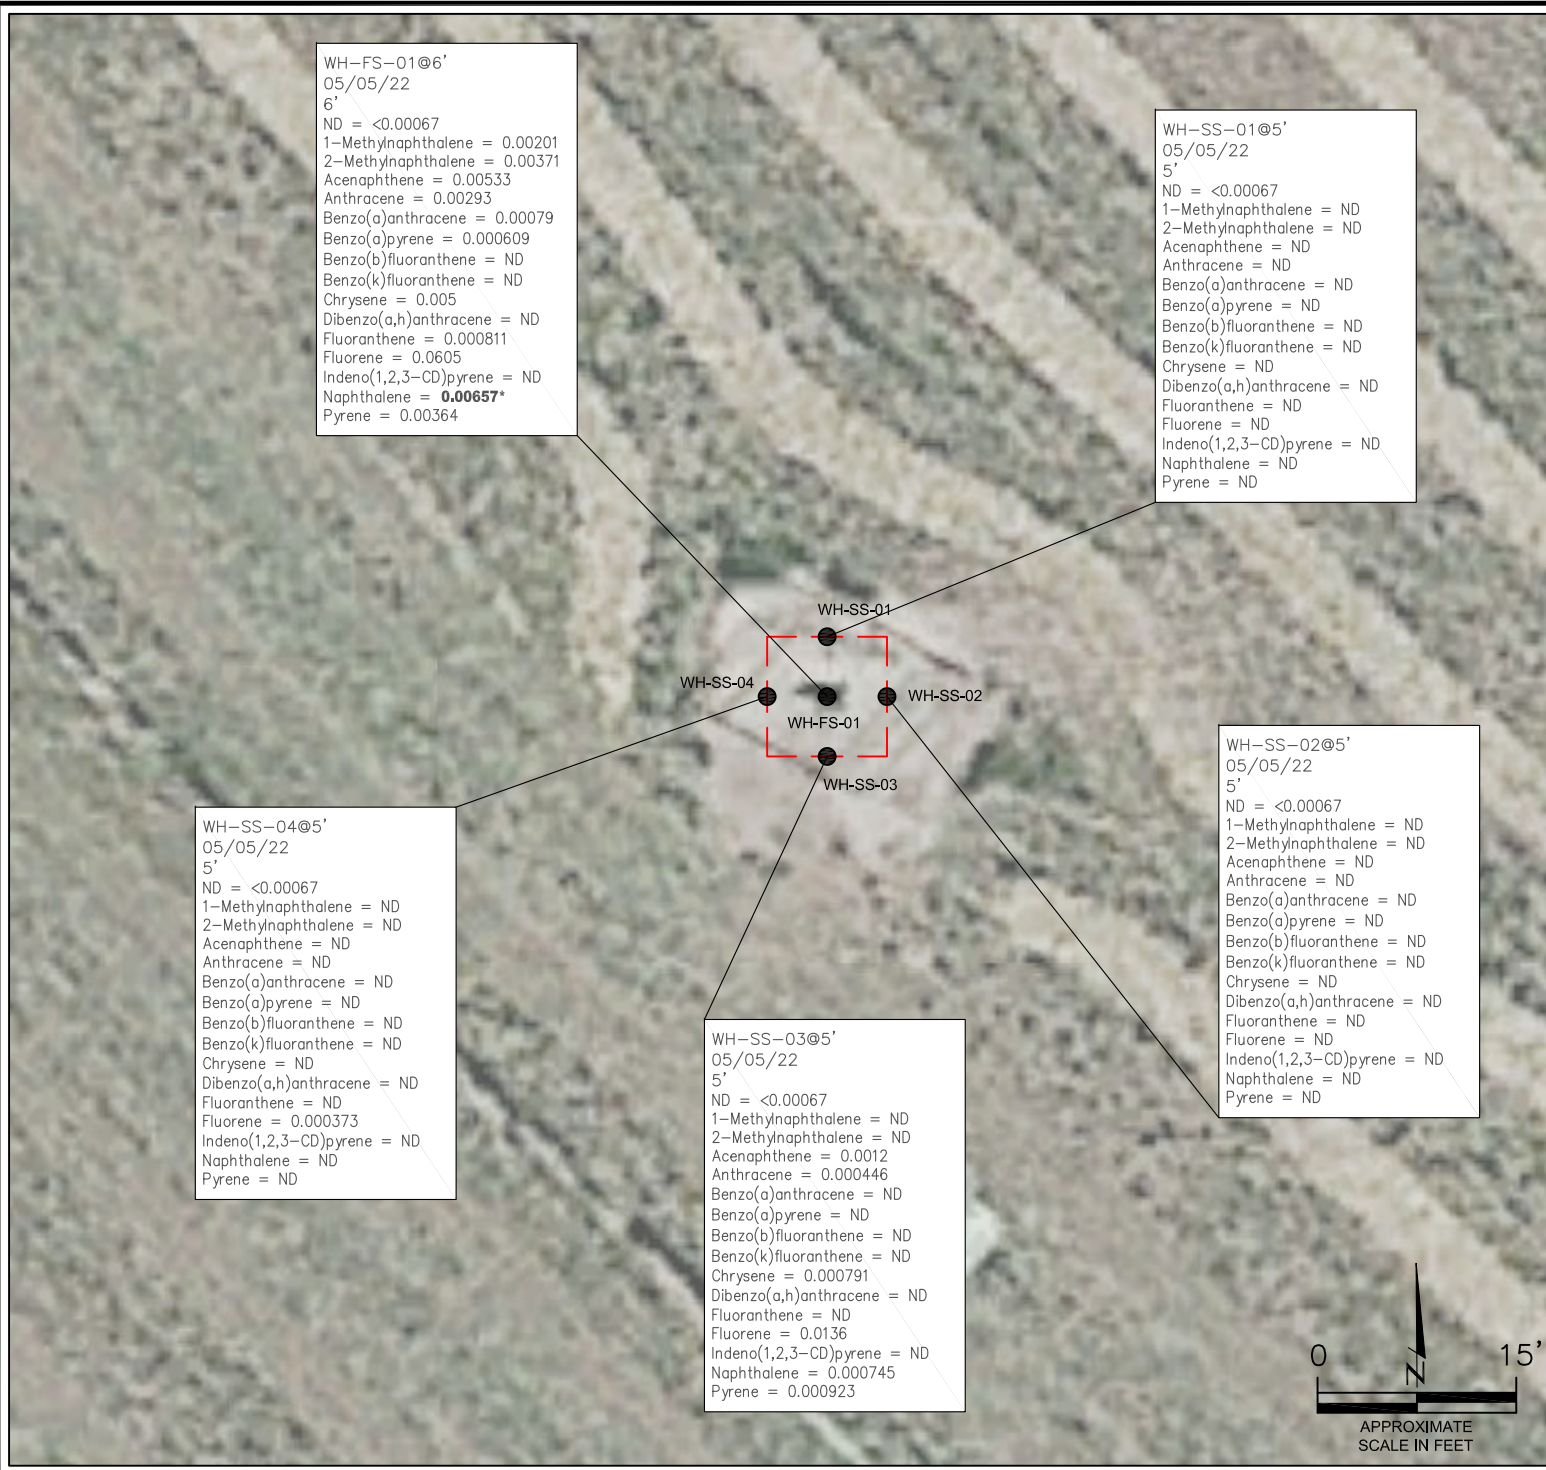 WH-FS-01@6'
05/05/22
6'
ND = <0.00067
1-Methylnaphthalene = 0.00201
2-Methylnaphthalene = 0.00371
Acenaphthene = 0.00533
Anthracene = 0.00293
Benzo(a)anthracene = 0.00079
Benzo(a)pyrene = 0.000609
Benzo(b)fluoranthene = ND
Benzo(k)fluoranthene = ND
Chrysene = 0.005
Dibenzo(a,h)anthracene = ND
Fluoranthene = 0.000811
Fluorene = 0.0605
Indeno(1,2,3-CD)pyrene = ND
Naphthalene = 0.00657*
Pyrene = 0.00364
WH-SS-01@5'
05/05/22
5'
ND = <0.00067
1-Methylnaphthalene = ND
2-Methylnaphthalene = ND
Acenaphthene = ND
Anthracene = ND
Benzo(a)anthracene = ND
Benzo(a)pyrene = ND
Benzo(b)fluoranthene = ND
Benzo(k)fluoranthene = ND
Chrysene = ND
Dibenzo(a,h)anthracene = ND
Fluoranthene = ND
Fluorene = ND
Indeno(1,2,3-CD)pyrene = ND
Naphthalene = ND
Pyrene = ND
WH-SS-01
WH-SS-04
WH-SS-02
WH-FS-01
WH-SS-03
WH-SS-02@5'
05/05/22
5'
ND = <0.00067
1-Methylnaphthalene = ND
2-Methylnaphthalene = ND
Acenaphthene = ND
Anthracene = ND
Benzo(a)anthracene = ND
Benzo(a)pyrene = ND
Benzo(b)fluoranthene = ND
Benzo(k)fluoranthene = ND
Chrysene = ND
Dibenzo(a,h)anthracene = ND
Fluoranthene = ND
Fluorene = ND
Indeno(1,2,3-CD)pyrene = ND
Naphthalene = ND
Pyrene = ND
WH-SS-04@5'
05/05/22
5'
ND = <0.00067
1-Methylnaphthalene = ND
2-Methylnaphthalene = ND
Acenaphthene = ND
Anthracene = ND
Benzo(a)anthracene = ND
Benzo(a)pyrene = ND
Benzo(b)fluoranthene = ND
Benzo(k)fluoranthene = ND
Chrysene = ND
Dibenzo(a,h)anthracene = ND
Fluoranthene = ND
Fluorene = 0.000373
Indeno(1,2,3-CD)pyrene = ND
Naphthalene = ND
Pyrene = ND
WH-SS-03@5'
05/05/22
5'
ND = <0.00067
1-Methylnaphthalene = ND
2-Methylnaphthalene = ND
Acenaphthene = 0.0012
Anthracene = 0.000446
Benzo(a)anthracene = ND
Benzo(a)pyrene = ND
Benzo(b)fluoranthene = ND
Benzo(k)fluoranthene = ND
Chrysene = 0.000791
Dibenzo(a,h)anthracene = ND
Fluoranthene = ND
Fluorene = 0.0136
Indeno(1,2,3-CD)pyrene = ND
Naphthalene = 0.000745
Pyrene = 0.000923
N
0 15'
APPROXIMATE
SCALE IN FEET